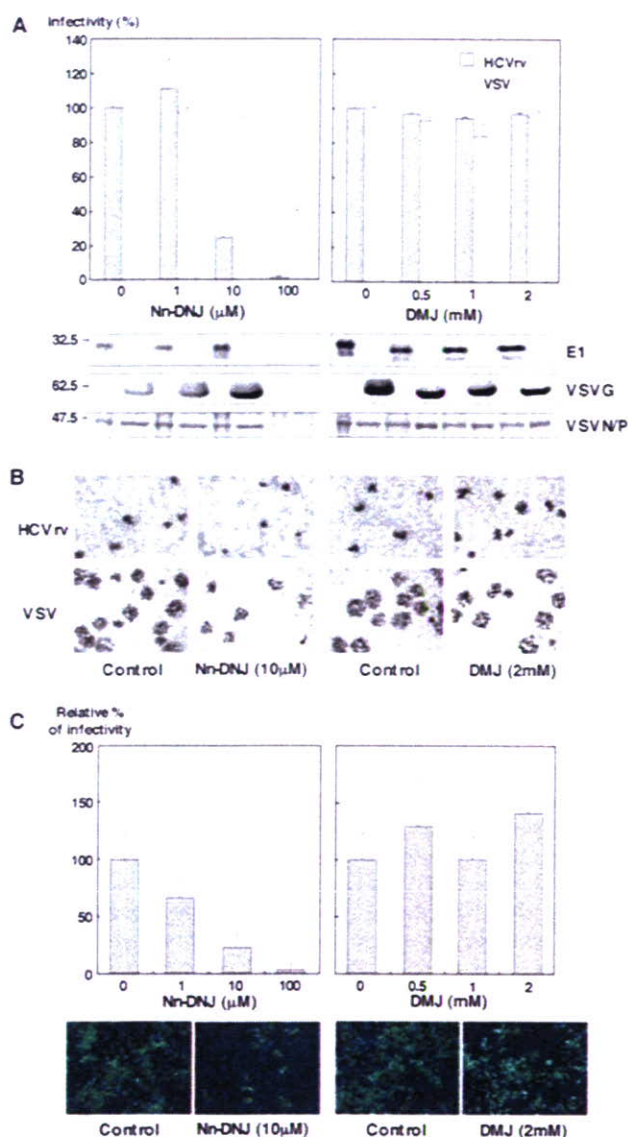 A Infectivity (%)
140
120
100
80
60
40
20
0
HCVrv
VSV
0 1 10 100 0 0.5 1 2
Nn-DNJ (μM) DMJ (mM)
32.5 - E1
62.5 - VSV G
47.5 - VSV N/P
B
HCVrv
VSV
Control Nn-DNJ (10μM) Control DMJ (2mM)
C Relative %
of infectivity
200
150
100
50
0
0 1 10 100 0 0.5 1 2
Nn-DNJ (μM) DMJ (mM)
Control Nn-DNJ (10μM) Control DMJ (2mM)